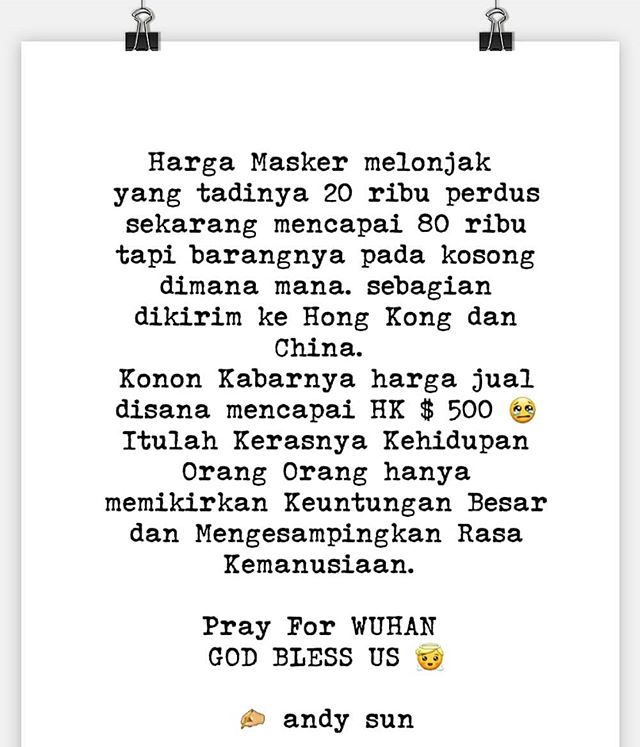 Harga Masker melonjak
yang tadinya 20 ribu perdus
sekarang mencapai 80 ribu
tapi barangnya pada kosong
dimana mana. sebagian
dikirim ke Hong Kong dan
China.
Konon Kabarnya harga jual
disana mencapai HK $ 500 😢
Itulah Kerasnya Kehidupan
Orang Orang hanya
memikirkan Keuntungan Besar
dan Mengesampingkan Rasa
Kemanusiaan.
Pray For WUHAN
GOD BLESS US 😇
✍️ andy sun